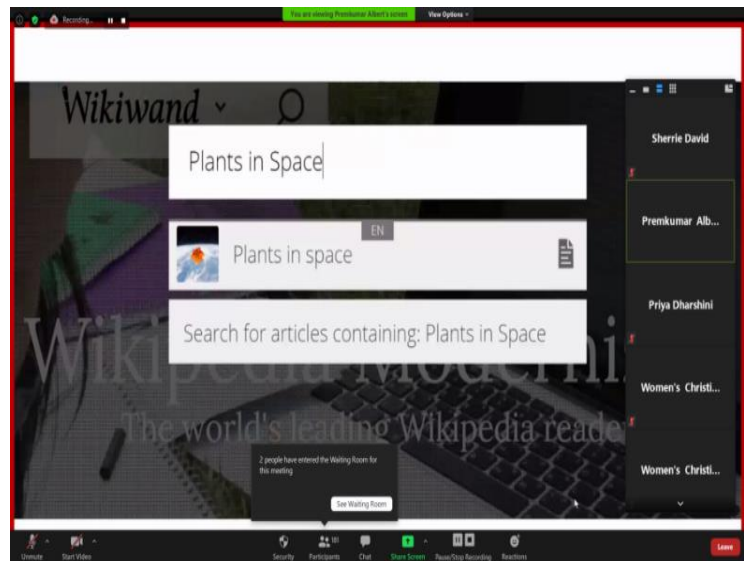 Recording...
You are viewing Premkumar Albert's screen
View Options
Wikiwand
Plants in Space
EN
Plants in space
Search for articles containing: Plants in Space
The world's leading Wikipedia reade
2 people have entered the Waiting Room for
this meeting
See Waiting Room
Sherrie David
Premkumar Alb...
Priya Dharshini
Women's Christi...
Women's Christi...
Unmute
Start Video
Security
Participants
181
Chat
Share Screen
Pause/Stop Recording
Reactions
Leave